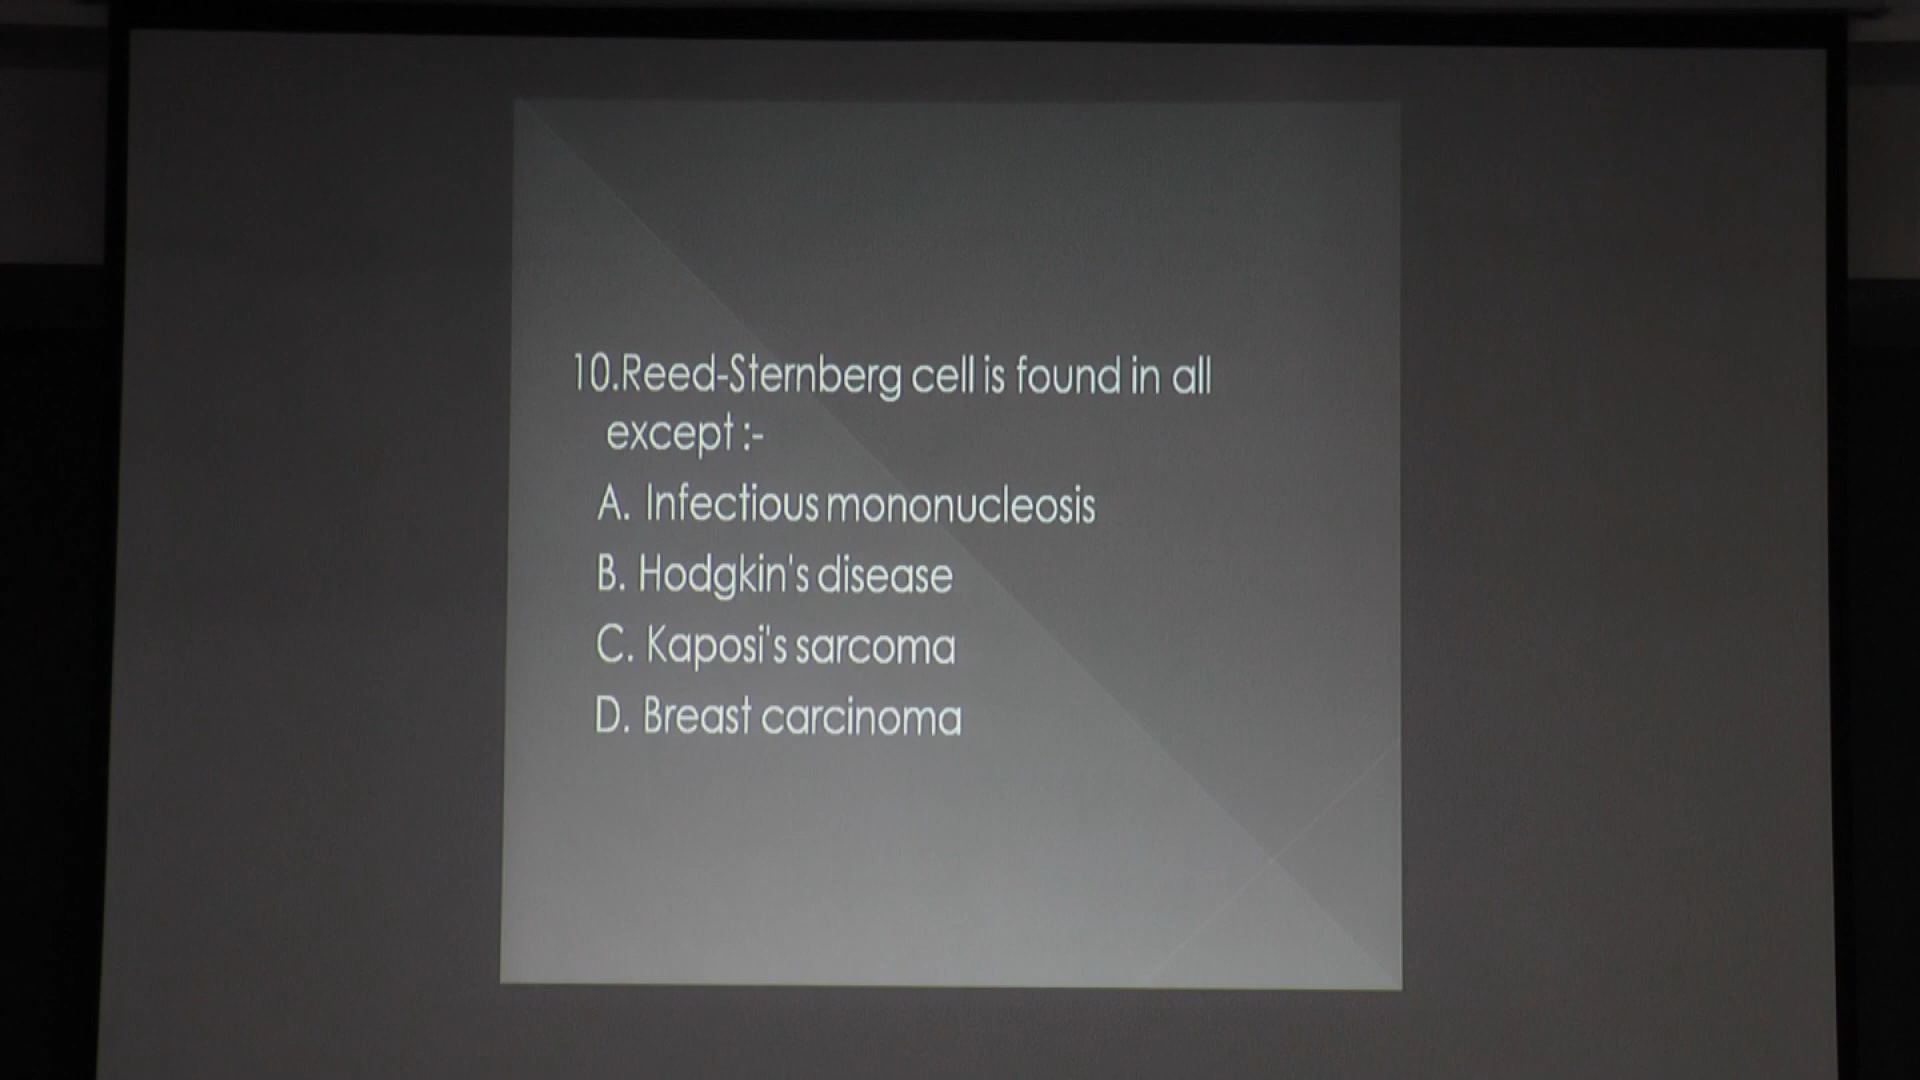 10.Reed-Sternberg cell is found in all
except :-
A. Infectious mononucleosis
B. Hodgkin's disease
C. Kaposi's sarcoma
D. Breast carcinoma